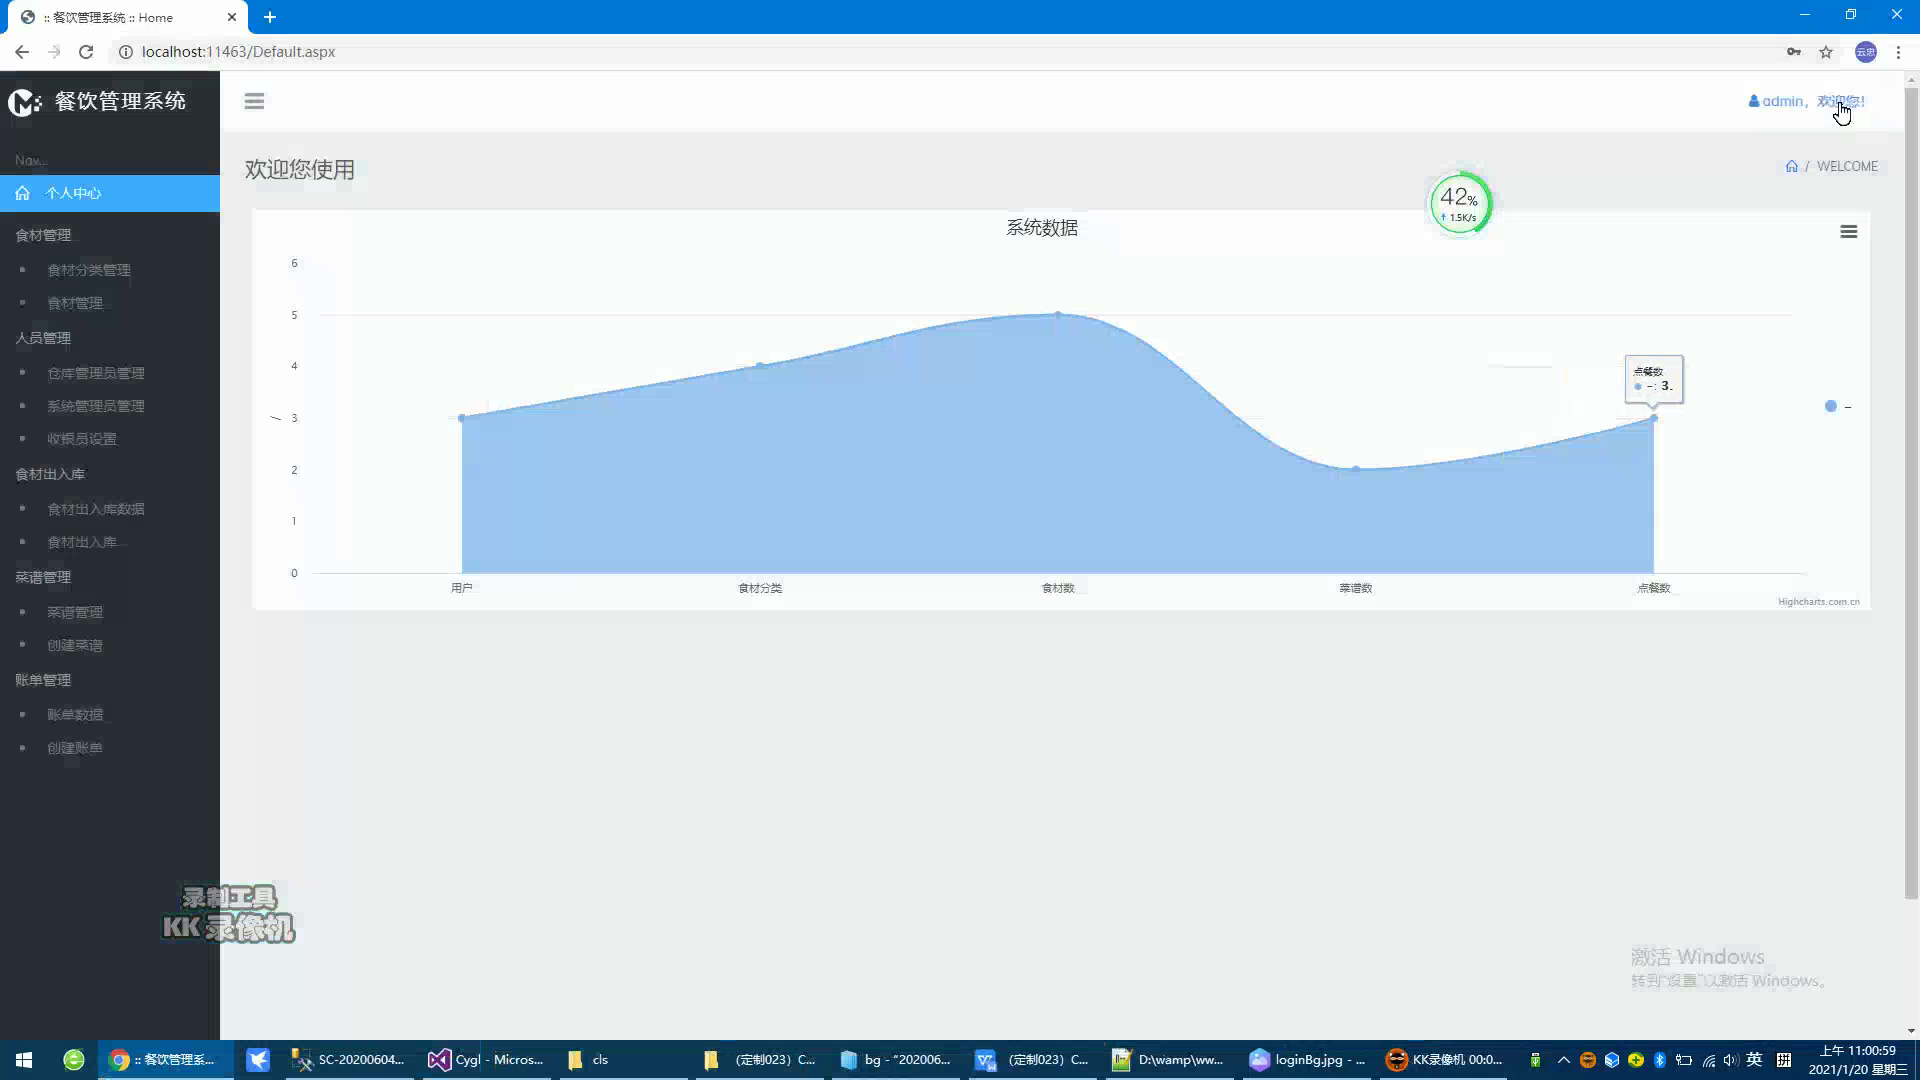 :: 餐饮管理系统 :: Home
localhost:11463/Default.aspx
云忠
餐饮管理系统
admin，欢迎您!
Nav...
个人中心
食材管理
食材分类管理
食材管理
人员管理
仓库管理员管理
系统管理员管理
收银员设置
食材出入库
食材出入库数据
食材出入库
菜谱管理
菜谱管理
创建菜谱
账单管理
账单数据
创建账单
欢迎您使用
/ WELCOME
42%
↑ 1.5K/s
系统数据
6
5
4
3
2
1
0
/
点餐数
-: 3.
-
用户
食材分类
食材数
菜谱数
点餐数
Highcharts.com.cn
录制工具
KK 录像机
激活 Windows
转到“设置”以激活 Windows。
:: 餐饮管理系...
SC-20200604...
Cygl - Micros...
cls
(定制023）C...
bg - “202006...
(定制023）C...
D:\wamp\ww...
loginBg.jpg - ...
KK录像机 00:0...
英
拼
上午 11:00:59
2021/1/20 星期三